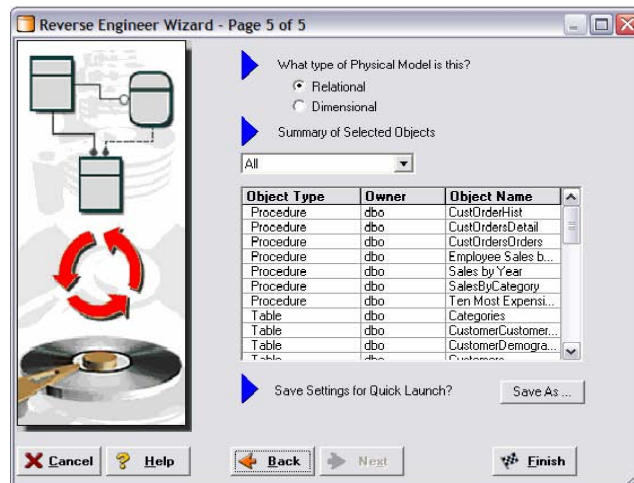 Reverse Engineer Wizard - Page 5 of 5
What type of Physical Model is this?
Relational
Dimensional
Summary of Selected Objects
All
Object Type Owner Object Name
Procedure dbo CustOrderHist
Procedure dbo CustOrdersDetail
Procedure dbo CustOrdersOrders
Procedure dbo Employee Sales b...
Procedure dbo Sales by Year
Procedure dbo SalesByCategory
Procedure dbo Ten Most Expensi...
Table dbo Categories
Table dbo CustomerCustomer...
Table dbo CustomerDemogra...
Table dbo Customers
Save Settings for Quick Launch? Save As ...
Cancel Help Back Next Finish